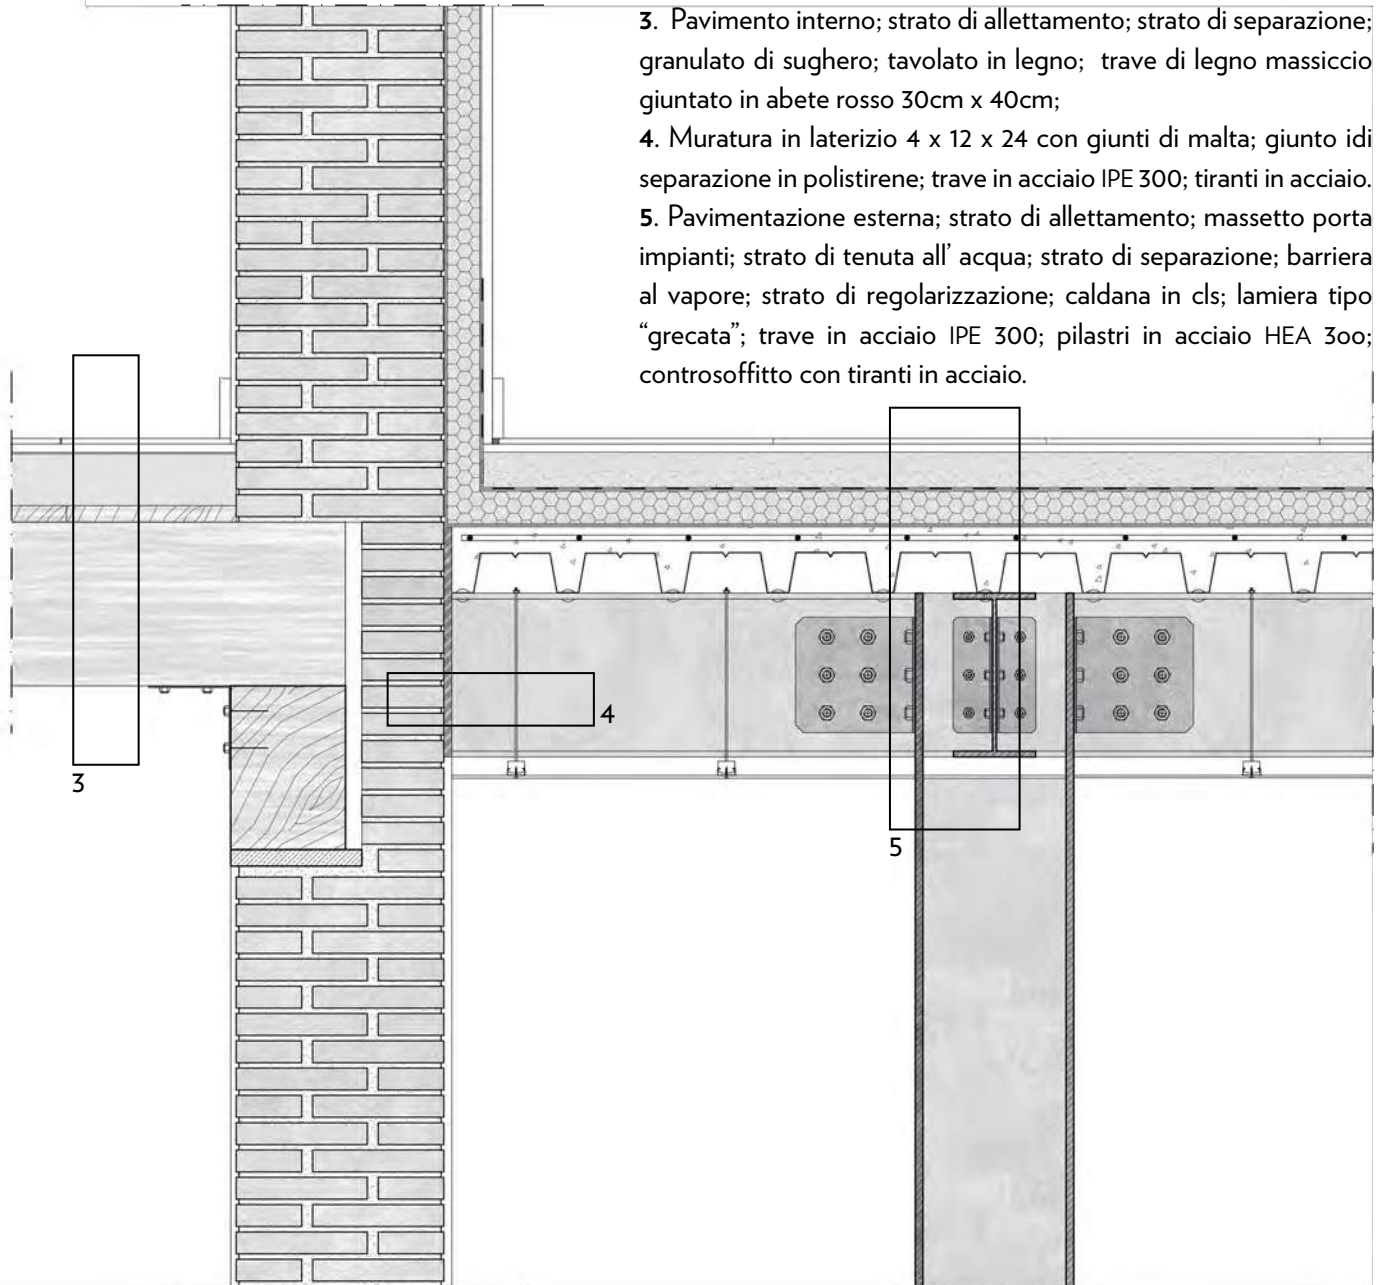 3. Pavimento interno; strato di allettamento; strato di separazione;
granulato di sughero; tavolato in legno; trave di legno massiccio
giuntato in abete rosso 30cm x 40cm;
4. Muratura in laterizio 4 x 12 x 24 con giunti di malta; giunto idi
separazione in polistirene; trave in acciaio IPE 300; tiranti in acciaio.
5. Pavimentazione esterna; strato di allettamento; massetto porta
impianti; strato di tenuta all' acqua; strato di separazione; barriera
al vapore; strato di regolarizzazione; caldana in cls; lamiera tipo
“grecata”; trave in acciaio IPE 300; pilastri in acciaio HEA 3oo;
controsoffitto con tiranti in acciaio.
4
3
5